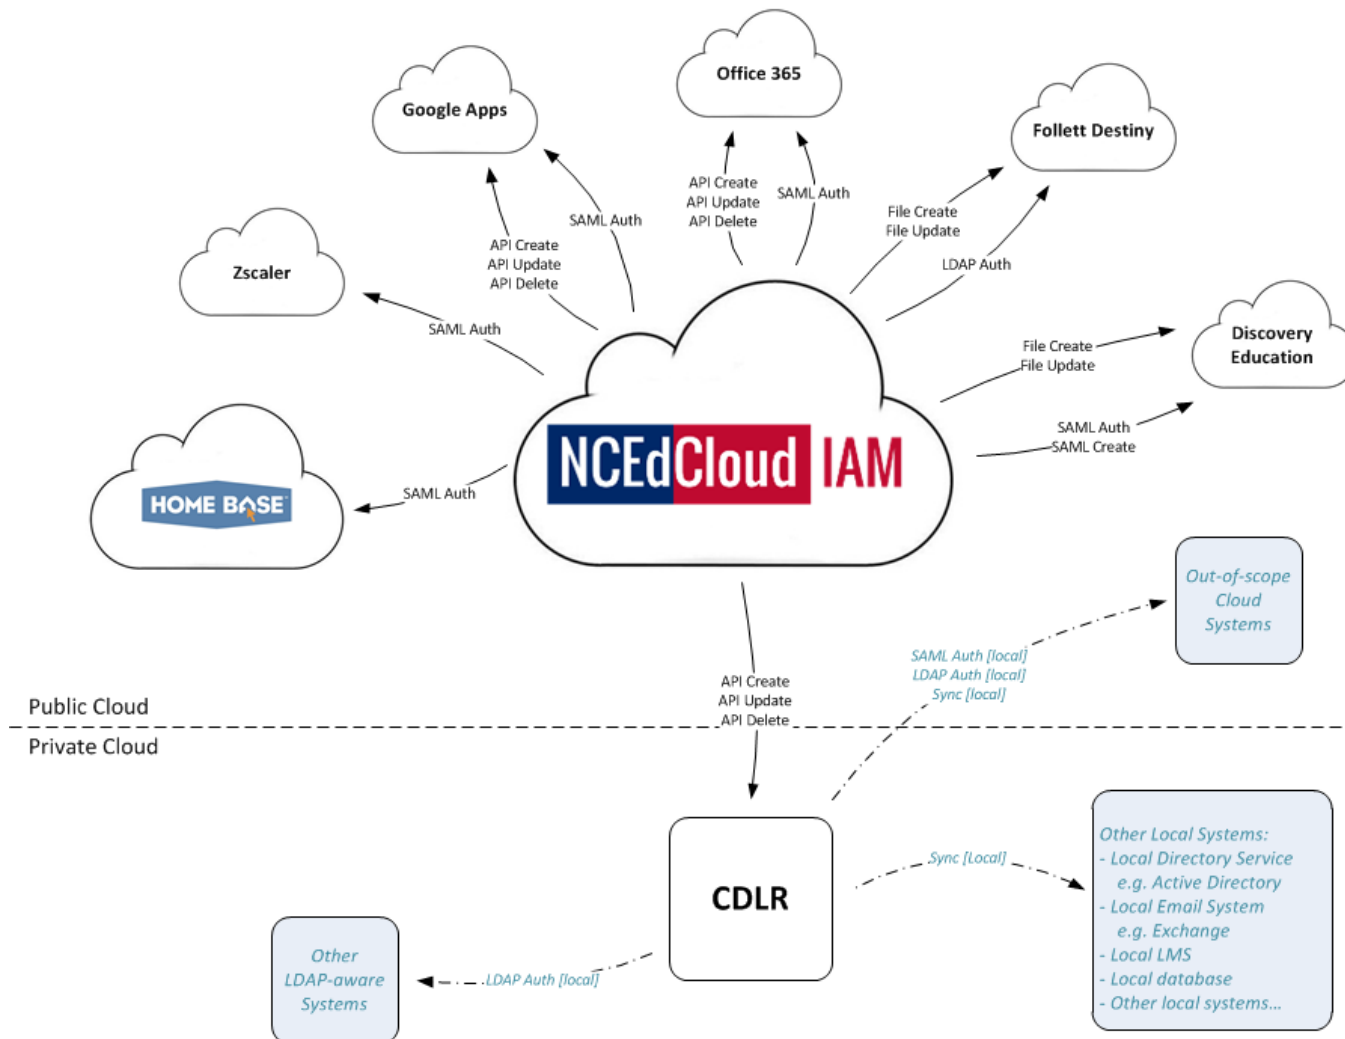 Office 365
Google Apps
Follett Destiny
API Create
API Update
API Delete
SAML Auth
SAML Auth
File Create
File Update
API Create
API Update
API Delete
LDAP Auth
Zscaler
SAML Auth
File Create
File Update
Discovery
Education
SAML Auth
SAML Create
NCEdCloud IAM
HOME BASE
SAML Auth
Out-of-scope
Cloud
Systems
SAML Auth [local]
LDAP Auth [local]
Sync [local]
API Create
API Update
API Delete
Public Cloud
Private Cloud
CDLR
Sync [Local]
Other Local Systems:
- Local Directory Service
e.g. Active Directory
- Local Email System
e.g. Exchange
- Local LMS
- Local database
- Other local systems...
LDAP Auth [local]
Other
LDAP-aware
Systems